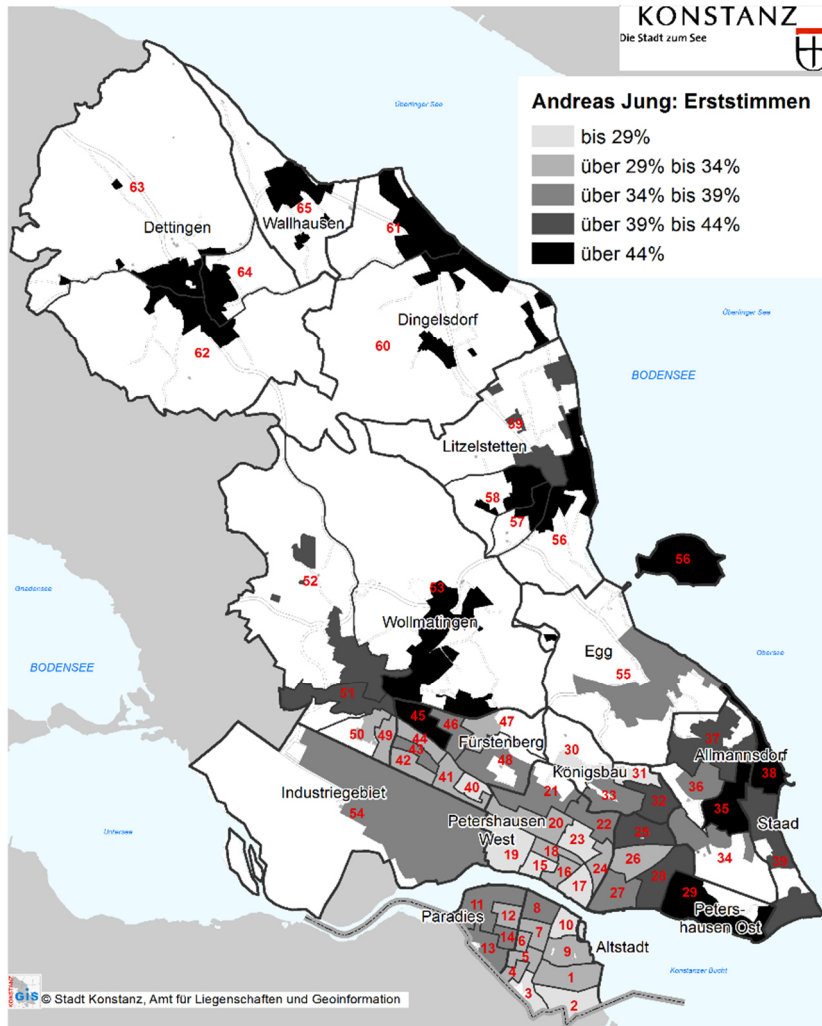 KONSTANZ
Die Stadt zum See
Andreas Jung: Erststimmen
bis 29%
über 29% bis 34%
über 34% bis 39%
über 39% bis 44%
über 44%
Überlinger See
63
65
Wallhausen
Dettingen
61
64
Überlinger See
Dingelsdorf
60
62
BODENSEE
59
Litzelstetten
58
57
56
56
52
53
Gnadensee
Wollmatingen
Egg
Obersee
55
BODENSEE
51
45
46
47
37
50
49
44
Fürstenberg
30
Allmannsdorf
43
48
Königsbau
31
38
42
41
40
21
33
32
36
Industriegebiet
54
Petershausen
West
20
22
35
Staad
Untersee
23
25
19
18
26
34
15
16
24
39
17
27
28
29
Peters-
hausen Ost
11
8
Paradies
12
10
14
6
7
Altstadt
13
5
9
4
1
Konstanzer Bucht
3
2
KONSTANZ
GIS
© Stadt Konstanz, Amt für Liegenschaften und Geoinformation